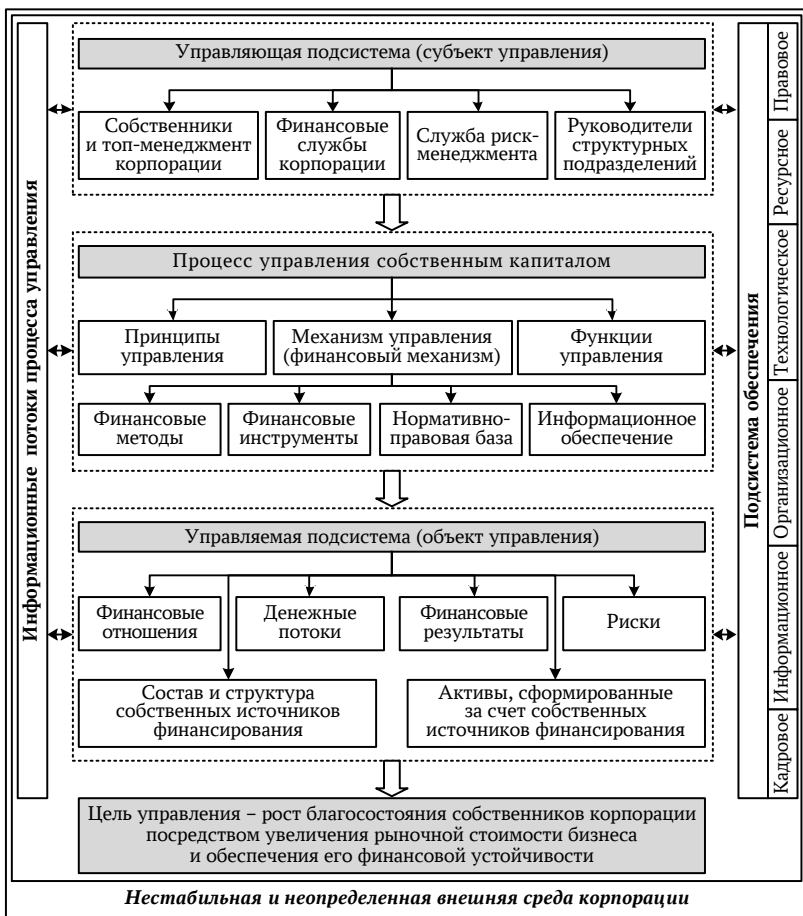 Информационные потоки процесса управления
Управляющая подсистема (субъект управления)
Собственники
и топ-менеджмент
корпорации
Финансовые
службы
корпорации
Служба риск-
менеджмента
Руководители
структурных
подразделений
Процесс управления собственным капиталом
Принципы
управления
Механизм управления
(финансовый механизм)
Функции
управления
Финансовые
методы
Финансовые
инструменты
Нормативно-
правовая база
Информационное
обеспечение
Управляемая подсистема (объект управления)
Финансовые
отношения
Денежные
потоки
Финансовые
результаты
Риски
Состав и структура
собственных источников
финансирования
Активы, сформированные
за счет собственных
источников финансирования
Цель управления – рост благосостояния собственников корпорации
посредством увеличения рыночной стоимости бизнеса
и обеспечения его финансовой устойчивости
Подсистема обеспечения
Кадровое
Информационное
Организационное
Технологическое
Ресурсное
Правовое
Нестабильная и неопределенная внешняя среда корпорации